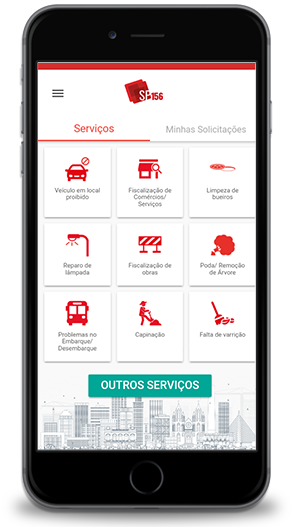 SP156
Serviços
Minhas Solicitações
Veículo em local
proibido
Fiscalização de
Comércios/
Serviços
Limpeza de
bueiros
Reparo de
lâmpada
Fiscalização de
obras
Poda/ Remoção
de Árvore
Problemas no
Embarque/
Desembarque
Capinação
Falta de varrição
OUTROS SERVIÇOS